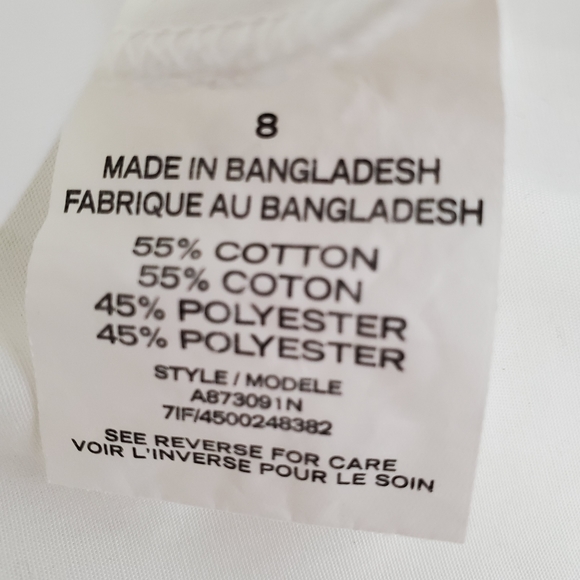 8
MADE IN BANGLADESH
FABRIQUE AU BANGLADESH
55% COTTON
55% COTON
45% POLYESTER
45% POLYESTER
STYLE / MODELE
A873091N
7IF/4500248382
SEE REVERSE FOR CARE
VOIR L'INVERSE POUR LE SOIN